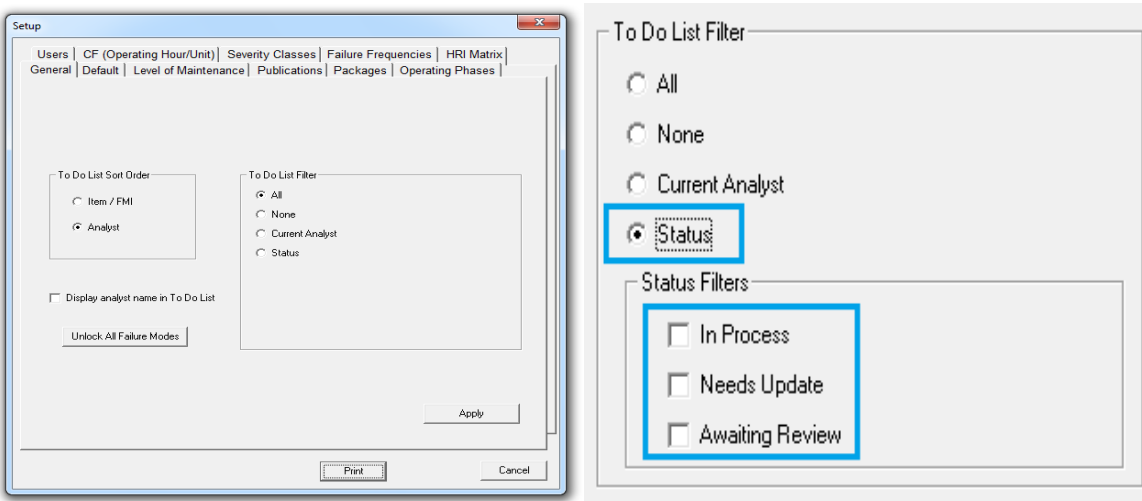 Setup
Users CF (Operating Hour/Unit) Severity Classes Failure Frequencies HRI Matrix
General Default Level of Maintenance Publications Packages Operating Phases
To Do List Sort Order
Item / FMI
Analyst
To Do List Filter
All
None
Current Analyst
Status
Display analyst name in To Do List
Unlock All Failure Modes
Apply
Print
Cancel
To Do List Filter
All
None
Current Analyst
Status
Status Filters
In Process
Needs Update
Awaiting Review